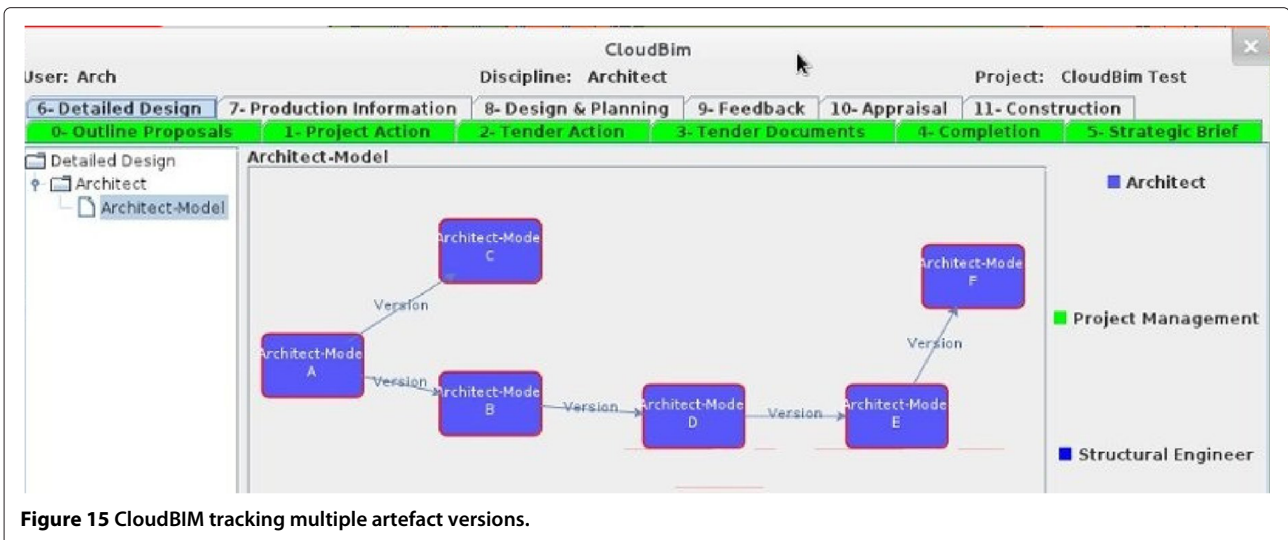 CloudBim
User: Arch Discipline: Architect Project: CloudBim Test
6- Detailed Design 7- Production Information 8- Design & Planning 9- Feedback 10- Appraisal 11- Construction
0- Outline Proposals 1- Project Action 2- Tender Action 3- Tender Documents 4- Completion 5- Strategic Brief
Detailed Design
Architect
Architect-Model
Architect-Model
Architect-Mode
C
Version
Architect-Mode
A
Version
Architect-Mode
B
Version
Architect-Mode
D
Version
Architect-Mode
E
Version
Architect-Mode
F
Architect
Project Management
Structural Engineer
Figure 15 CloudBIM tracking multiple artefact versions.